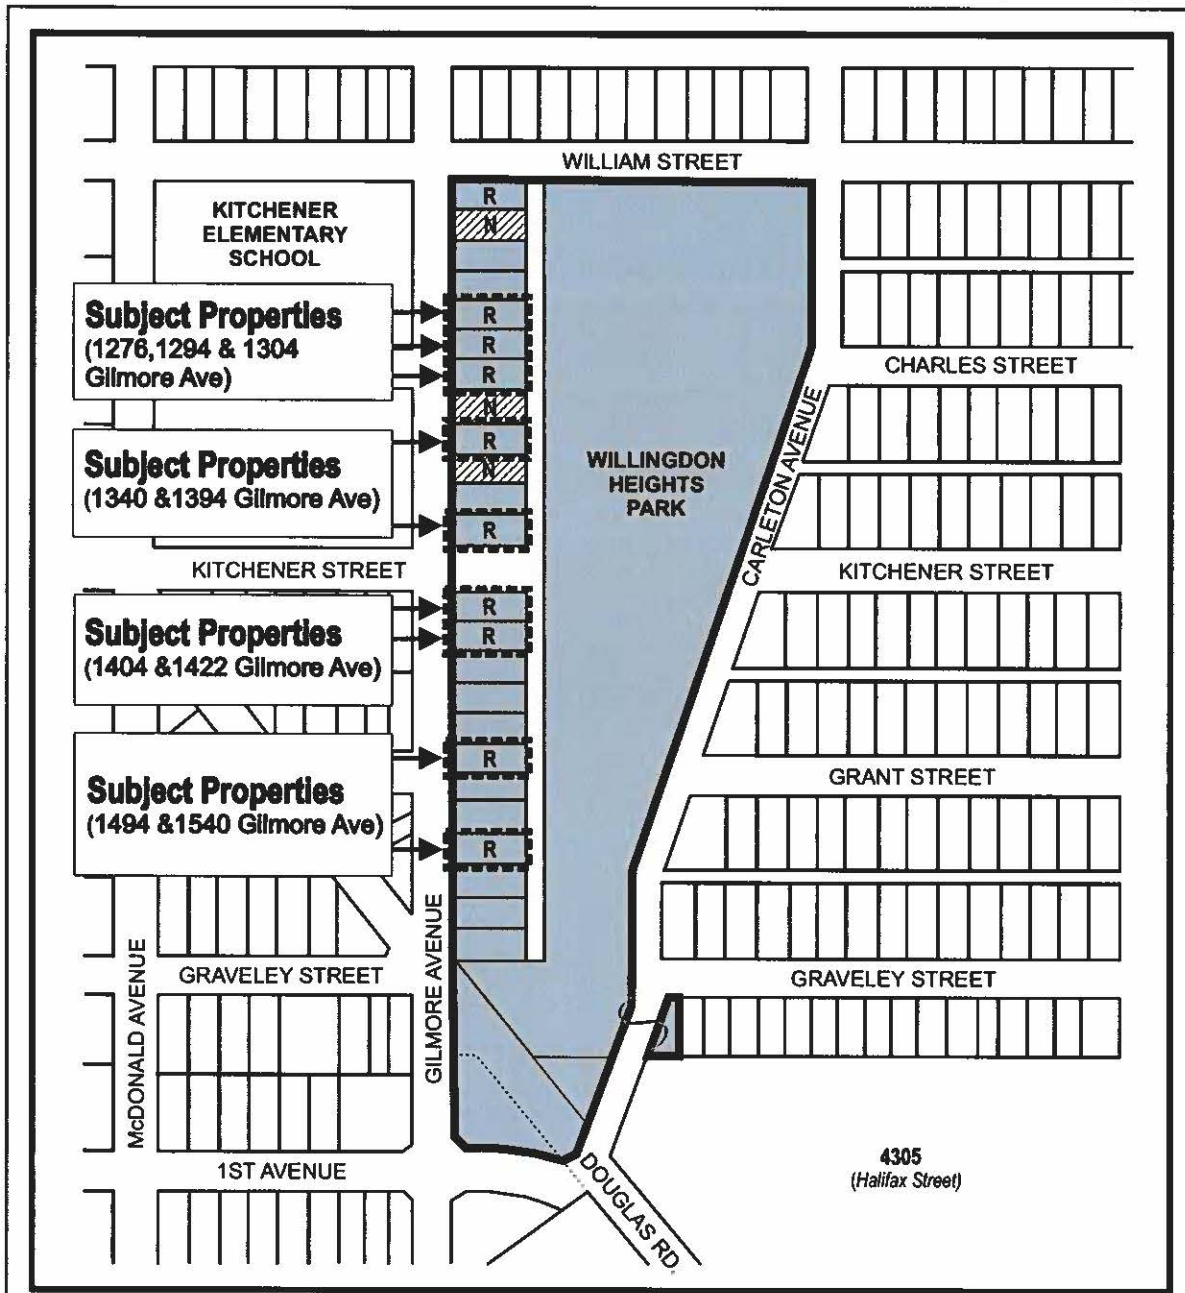 WILLIAM STREET
KITCHENER
ELEMENTARY
SCHOOL
R
N
Subject Properties
(1276,1294 & 1304
Gilmore Ave)
R
R
R
CHARLES STREET
N
Subject Properties
(1340 &1394 Gilmore Ave)
R
N
R
WILLINGDON
HEIGHTS
PARK
CARLETON AVENUE
KITCHENER STREET
KITCHENER STREET
Subject Properties
(1404 &1422 Gilmore Ave)
R
R
Subject Properties
(1494 &1540 Gilmore Ave)
R
R
GRANT STREET
McDONALD AVENUE
GRAVELEY STREET
GILMORE AVENUE
GRAVELEY STREET
1ST AVENUE
DOUGLAS RD.
4305
(Halifax Street)